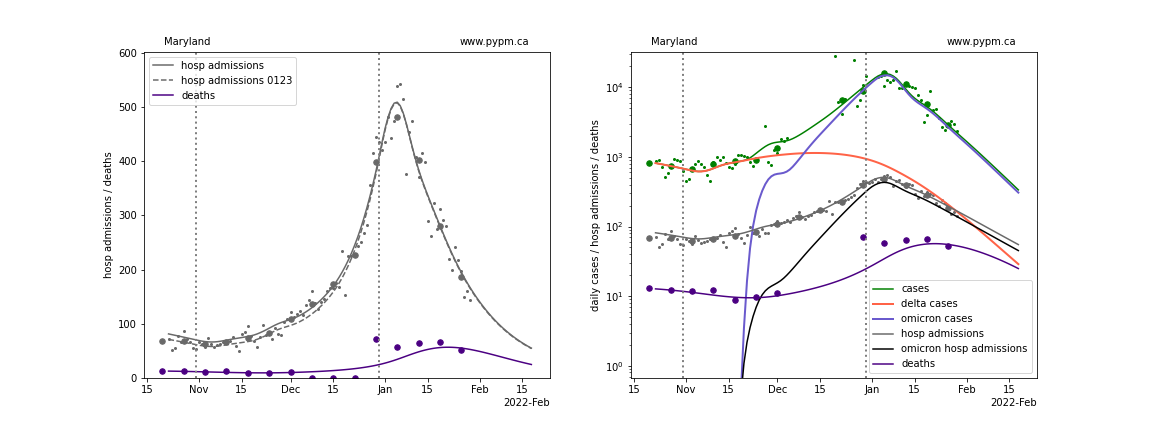 Maryland www.pypm.ca
hosp admissions
hosp admissions 0123
deaths
hosp admissions / deaths
600
500
400
300
200
100
0
15 Nov 15 Dec 15 Jan 15 Feb 15
2022-Feb
Maryland www.pypm.ca
daily cases / hosp admissions / deaths
10⁴
10³
10²
10¹
10⁰
cases
delta cases
omicron cases
hosp admissions
omicron hosp admissions
deaths
15 Nov 15 Dec 15 Jan 15 Feb 15
2022-Feb